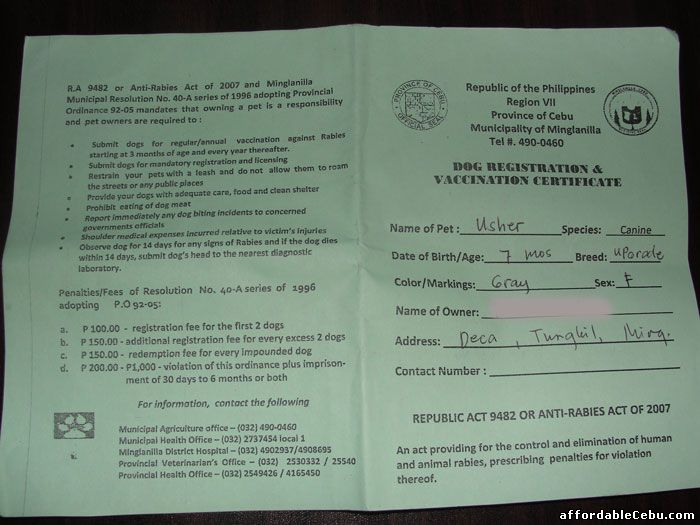 R.A 9482 or Anti-Rabies Act of 2007 and Minglanilla
Municipal Resolution No. 40-A series of 1996 adopting Provincial
Ordinance 92-05 mandates that owning a pet is a responsibility
and pet owners are required to :
Submit dogs for regular/annual vaccination against Rabies
starting at 3 months of age and every year thereafter.
Submit dogs for mandatory registration and licensing
Restrain your pets with a leash and do not allow them to roam
the streets or any public places
Provide your dogs with adequate care, food and clean shelter
Prohibit eating of dog meat
Report immediately any dog biting incidents to concerned
governments officials
Shoulder medical expenses incurred relative to victim's injuries
Observe dog for 14 days for any signs of Rabies and if the dog dies
within 14 days, submit dog's head to the nearest diagnostic
laboratory.
Penalties/Fees of Resolution No. 40-A series of 1996
adopting P.O 92-05:
a. P 100.00 - registration fee for the first 2 dogs
b. P 150.00 - additional registration fee for every excess 2 dogs
c. P 150.00 - redemption fee for every impounded dog
d. P 200.00 - P1,000 - violation of this ordinance plus imprison-
ment of 30 days to 6 months or both
For information, contact the following
Municipal Agriculture office – (032) 490-0460
Municipal Health Office – (032) 2737454 local 1
Minglanilla District Hospital – (032) 4902937/4908695
Provincial Veterinarian's Office – (032) 2530332 / 25540
Provincial Health Office – (032) 2549426 / 4165450
PROVINCE OF CEBU
OFFICIAL SEAL
Republic of the Philippines
Region VII
Province of Cebu
Municipality of Minglanilla
Tel #. 490-0460
DOG REGISTRATION &
VACCINATION CERTIFICATE
Name of Pet : Usher Species: Canine
Date of Birth/Age: 7 mos Breed:
Color/Markings: Gray Sex: F
Name of Owner:
Address: Deca, Tungkil, Ming.
Contact Number :
REPUBLIC ACT 9482 OR ANTI-RABIES ACT OF 2007
An act providing for the control and elimination of human
and animal rabies, prescribing penalties for violation
thereof.
affordableCebu.com